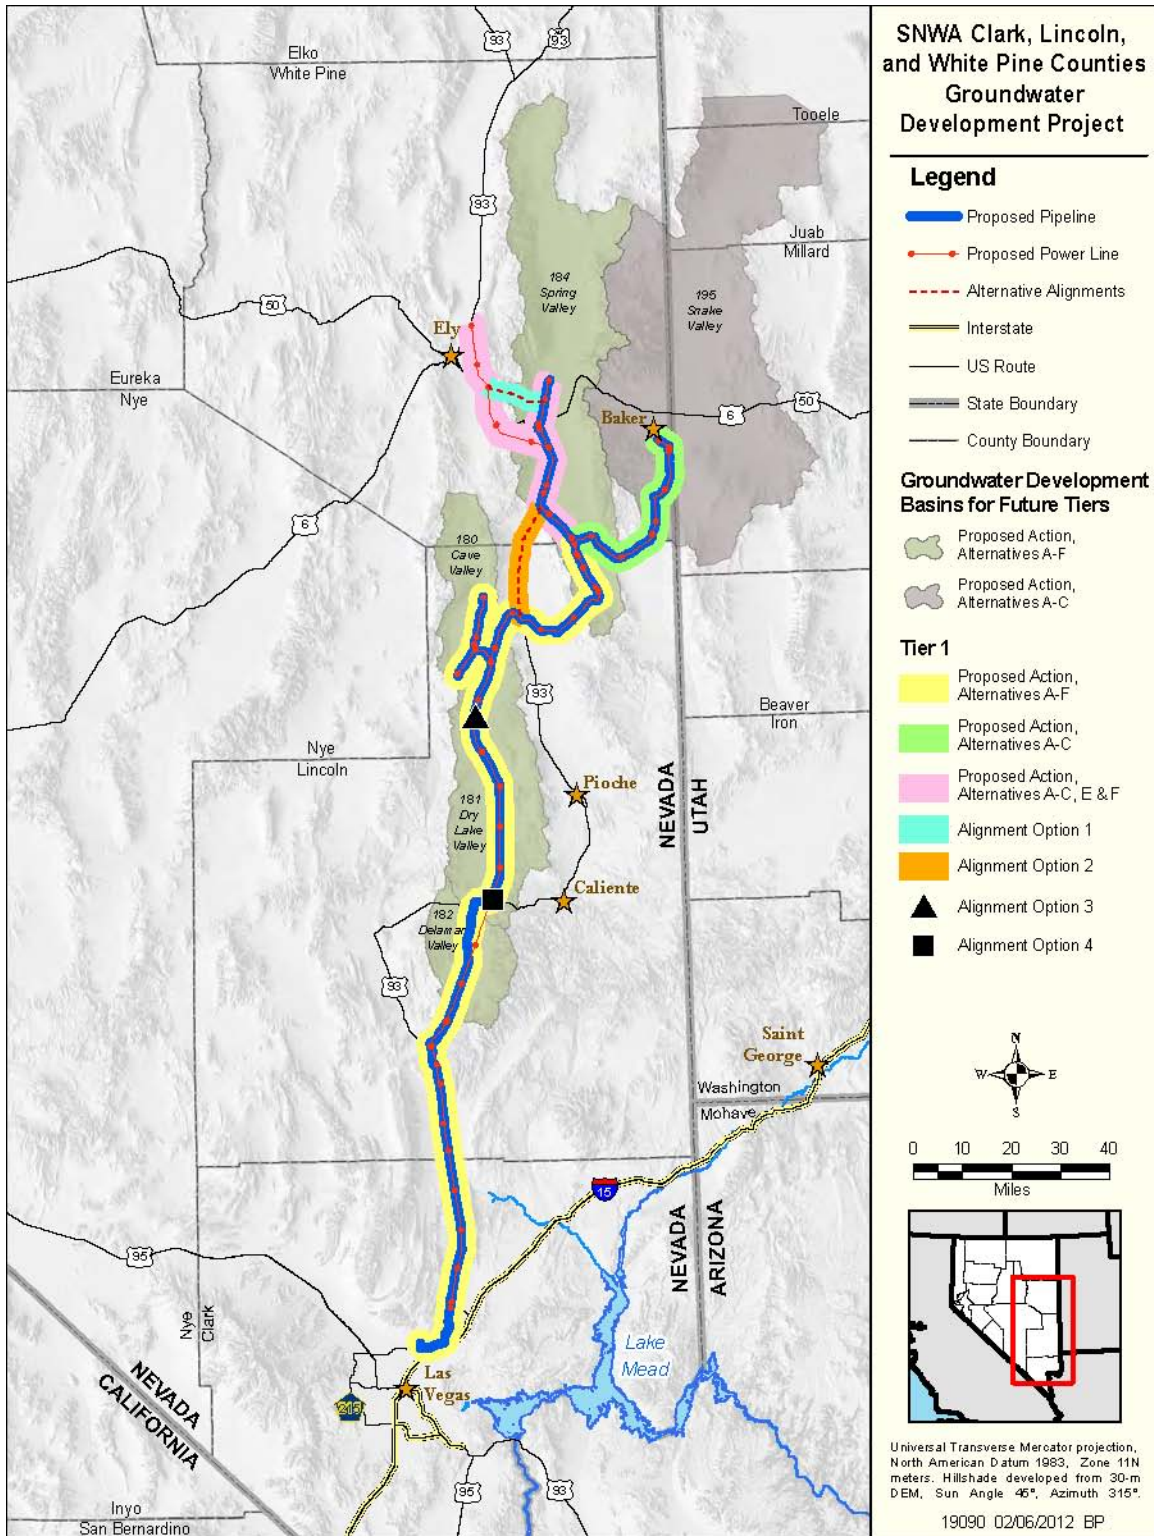 SNWA Clark, Lincoln,
and White Pine Counties
Groundwater
Development Project
Legend
Proposed Pipeline
Proposed Power Line
Alternative Alignments
Interstate
US Route
State Boundary
County Boundary
Groundwater Development
Basins for Future Tiers
Proposed Action,
Alternatives A-F
Proposed Action,
Alternatives A-C
Tier 1
Proposed Action,
Alternatives A-F
Proposed Action,
Alternatives A-C
Proposed Action,
Alternatives A-C, E & F
Alignment Option 1
Alignment Option 2
Alignment Option 3
Alignment Option 4
N
W
E
S
0 10 20 30 40
Miles
Universal Transverse Mercator projection,
North American Datum 1983, Zone 11N
meters. Hillshade developed from 30-m
DEM, Sun Angle 45°, Azimuth 315°.
19090 02/06/2012 BP
93
93
Elko
White Pine
Tooele
93
Juab
Millard
184
Spring
Valley
195
Snake
Valley
50
Ely
Eureka
Nye
50
6
Baker
6
180
Cave
Valley
93
Beaver
Iron
Nye
Lincoln
NEVADA
UTAH
Pioche
181
Dry
Lake
Valley
Caliente
182
Delamar
Valley
93
Saint
George
Washington
Mohave
15
NEVADA
ARIZONA
95
Nye
Clark
Lake
Mead
NEVADA
CALIFORNIA
Las
Vegas
215
95
93
Inyo
San Bernardino